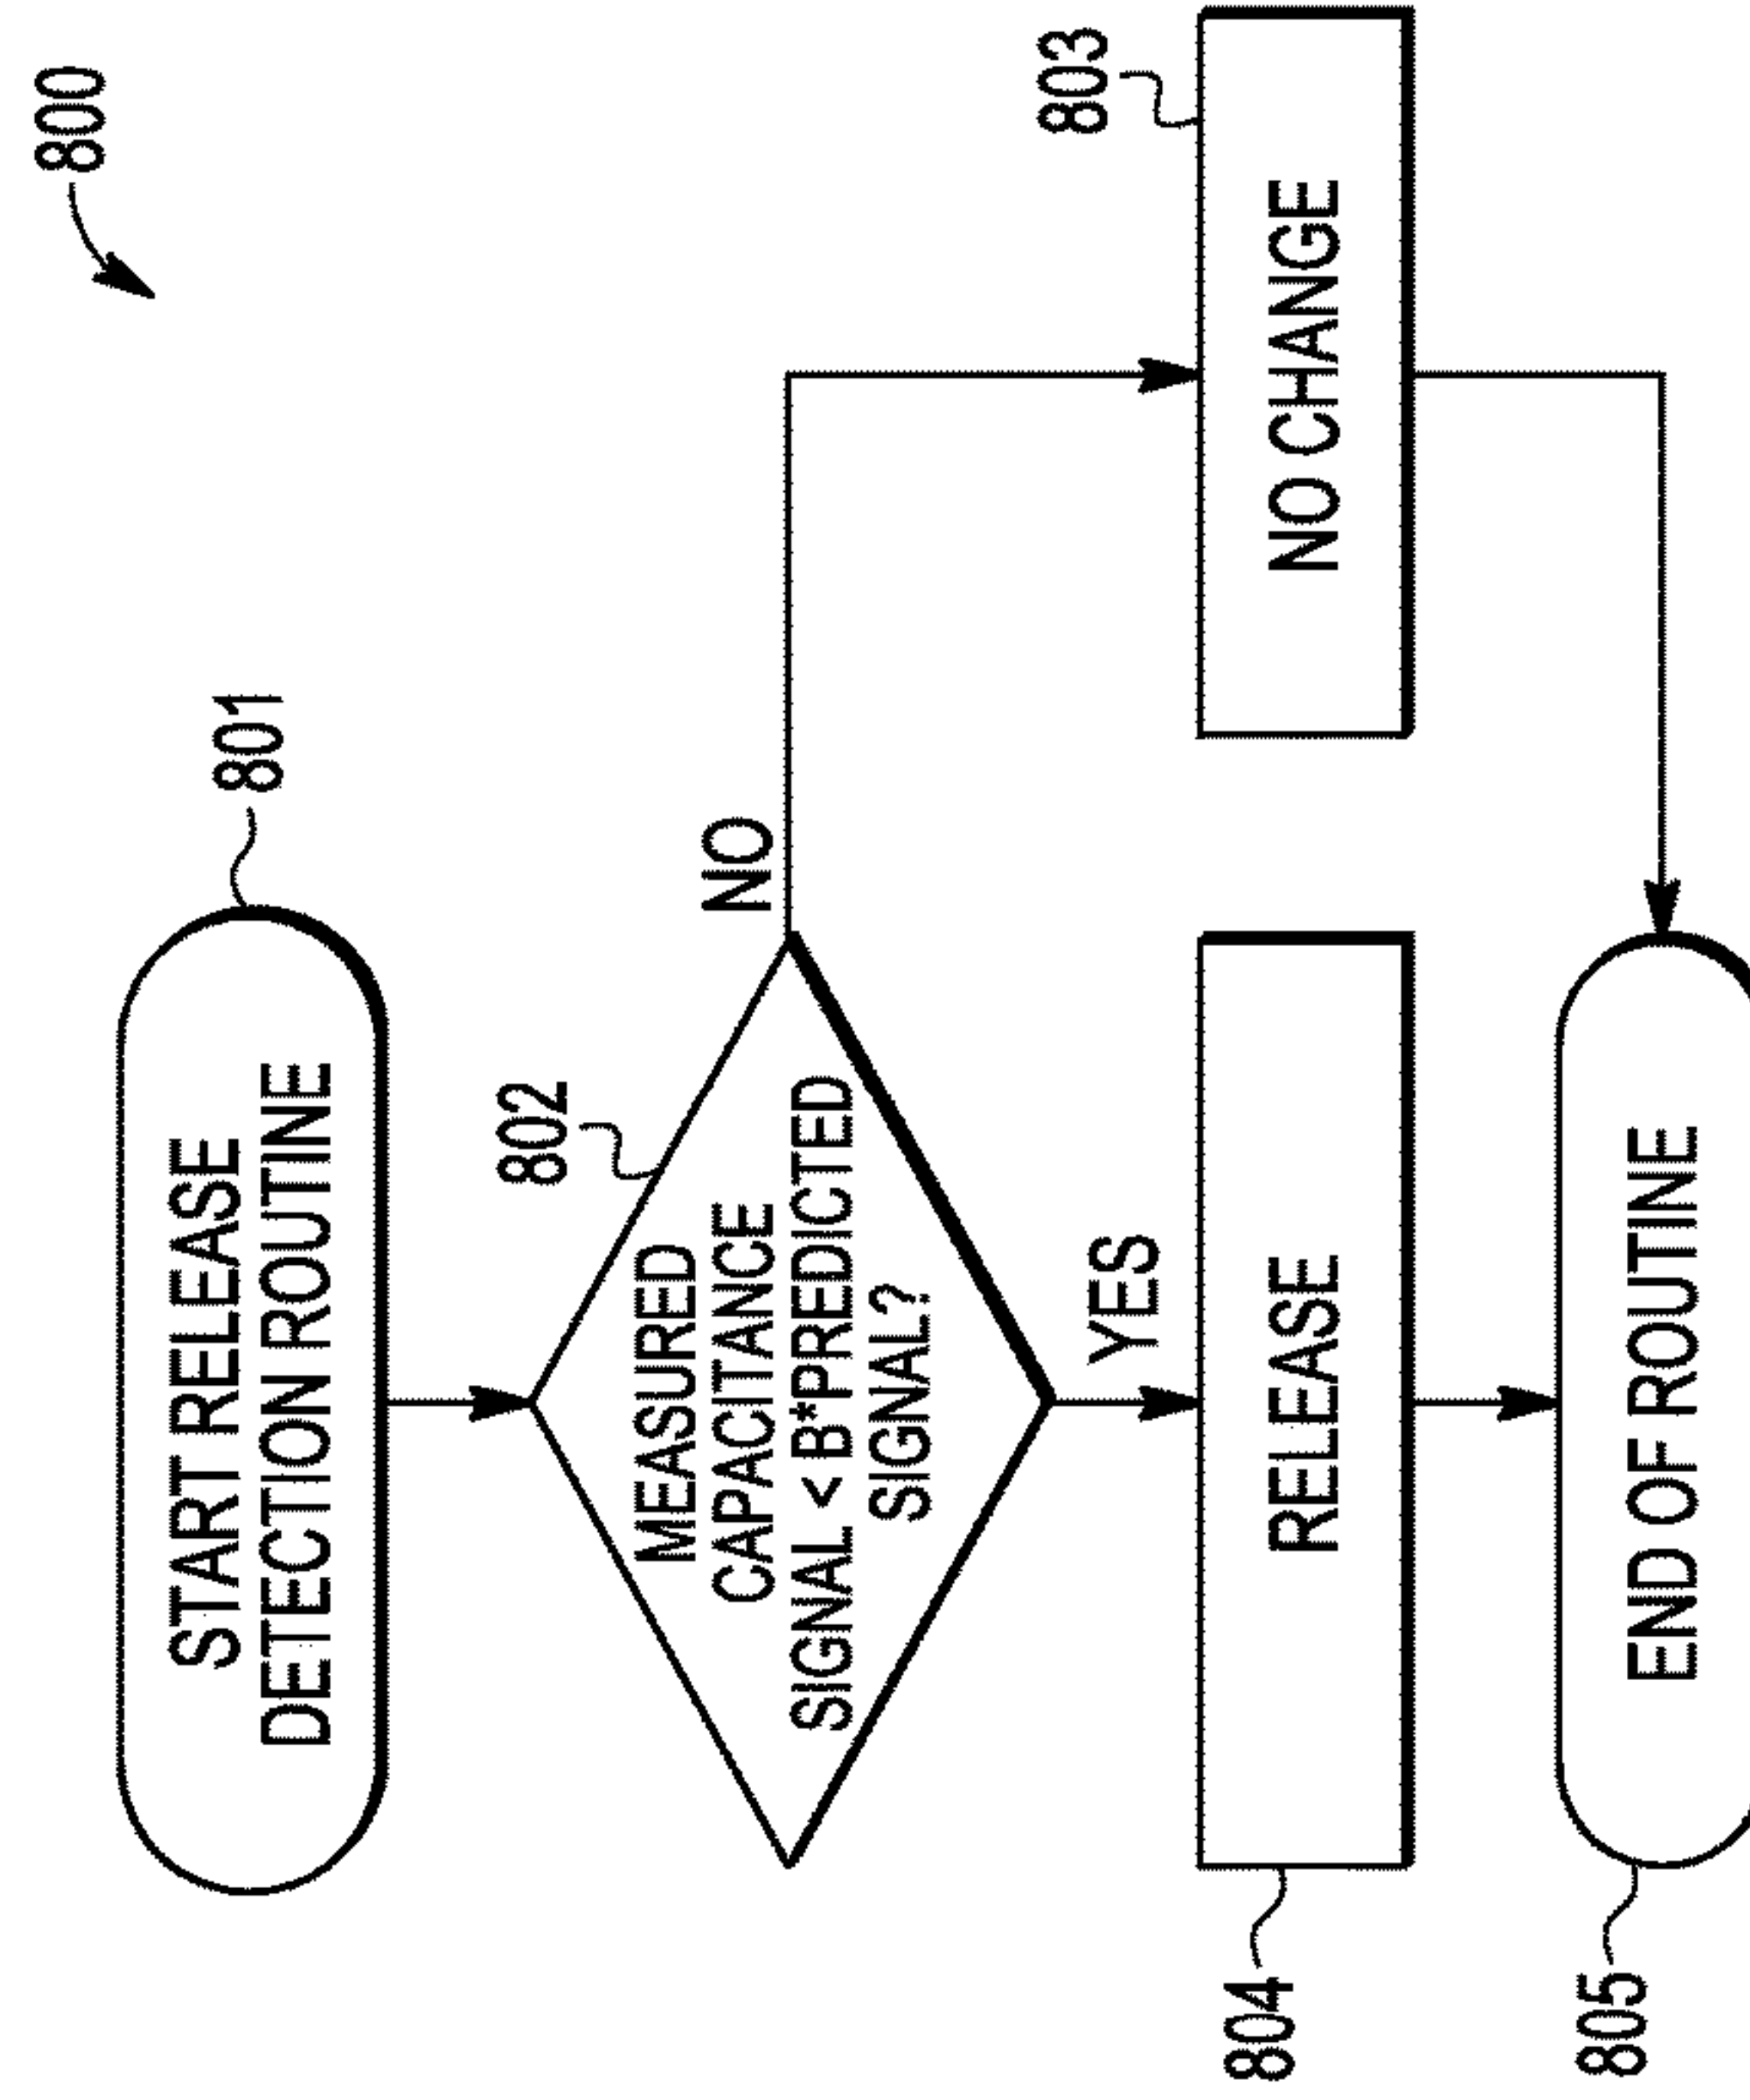 800
801
START RELEASE
DETECTION ROUTINE
802
MEASURED
CAPACITANCE
SIGNAL < B*PREDICTED
SIGNAL?
NO
YES
803
NO CHANGE
804
RELEASE
805
END OF ROUTINE